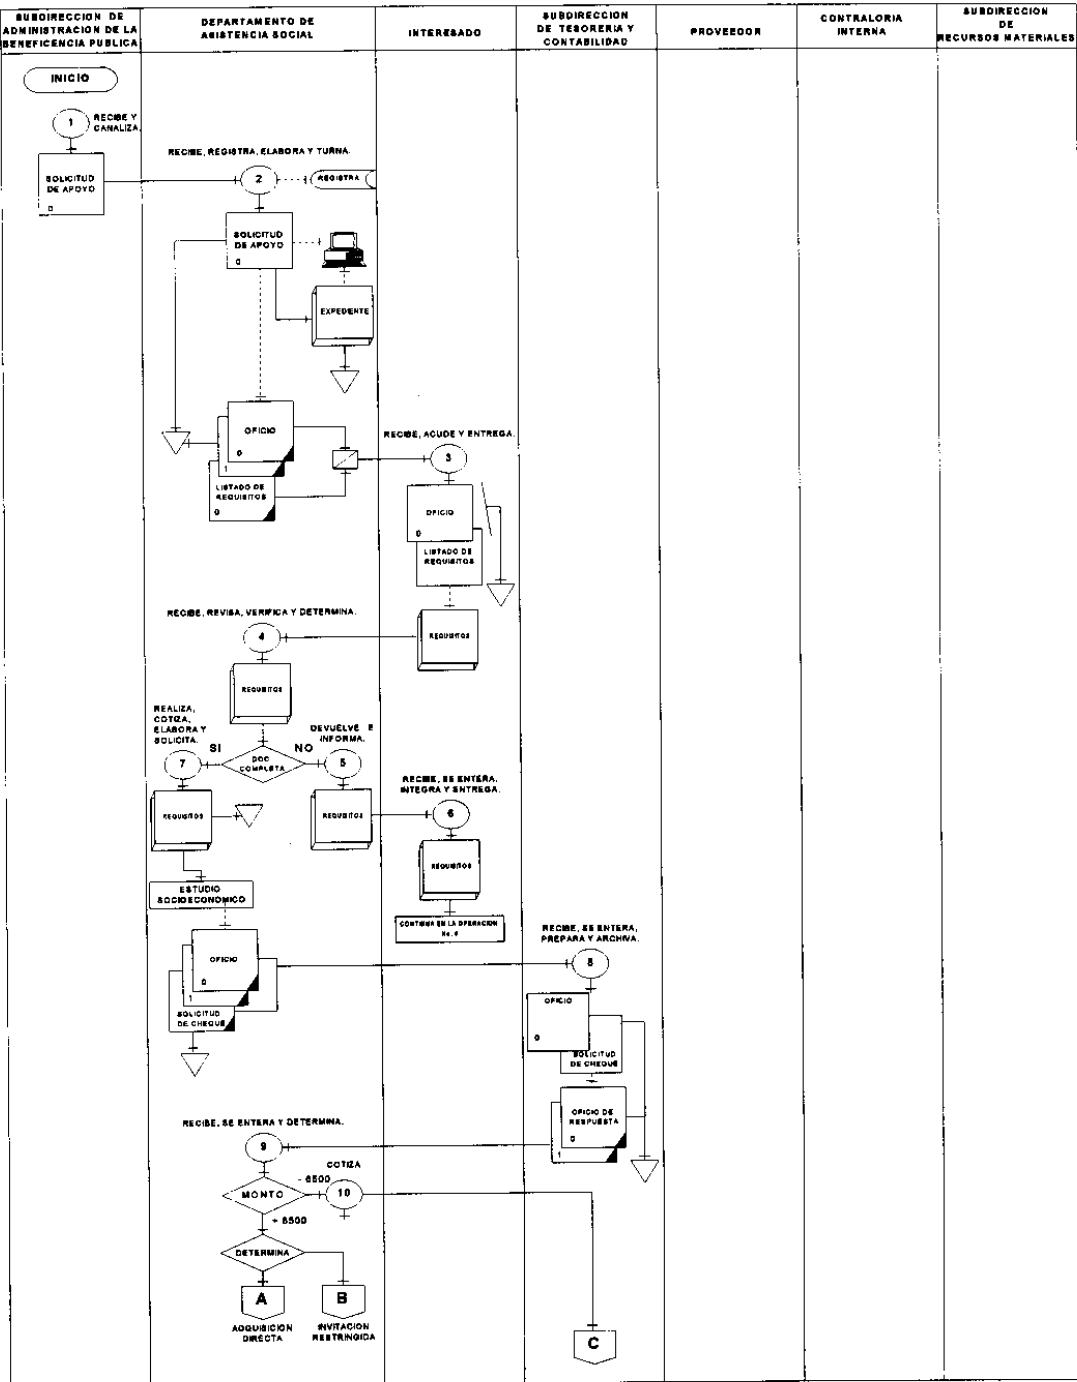 SUBDIRECCION DE
ADMINISTRACION DE LA
BENEFICENCIA PUBLICA
DEPARTAMENTO DE
ASISTENCIA SOCIAL
INTERESADO
SUBDIRECCION
DE TESORERIA Y
CONTABILIDAD
PROVEEDOR
CONTRALORIA
INTERNA
SUBDIRECCION
DE
RECURSOS MATERIALES
INICIO
1
RECIBE Y
CANALIZA.
SOLICITUD
DE APOYO
0
RECIBE, REGISTRA, ELABORA Y TURNA.
2
REGISTRA
SOLICITUD
DE APOYO
0
EXPEDIENTE
OFICIO
0
1
LISTADO DE
REQUISITOS
0
RECIBE, ACUDE Y ENTREGA.
3
OFICIO
0
LISTADO DE
REQUISITOS
REQUISITOS
RECIBE, REVISA, VERIFICA Y DETERMINA.
4
REQUISITOS
REALIZA,
COTIZA,
ELABORA Y
SOLICITA.
SI
7
DOC
COMPLETA
NO
DEVUELVE E
INFORMA.
5
REQUISITOS
REQUISITOS
RECIBE, SE ENTERA,
INTEGRA Y ENTREGA.
6
REQUISITOS
CONTINUA EN LA OPERACION
No. 4
ESTUDIO
SOCIOECONOMICO
OFICIO
0
1
SOLICITUD
DE CHEQUE
RECIBE, SE ENTERA,
PREPARA Y ARCHIVA.
8
OFICIO
0
SOLICITUD
DE CHEQUE
OFICIO DE
RESPUESTA
0
1
RECIBE, SE ENTERA Y DETERMINA.
9
MONTO
- 6500
COTIZA
10
+ 6500
DETERMINA
A
ADQUISICION
DIRECTA
B
INVITACION
RESTRINGIDA
C